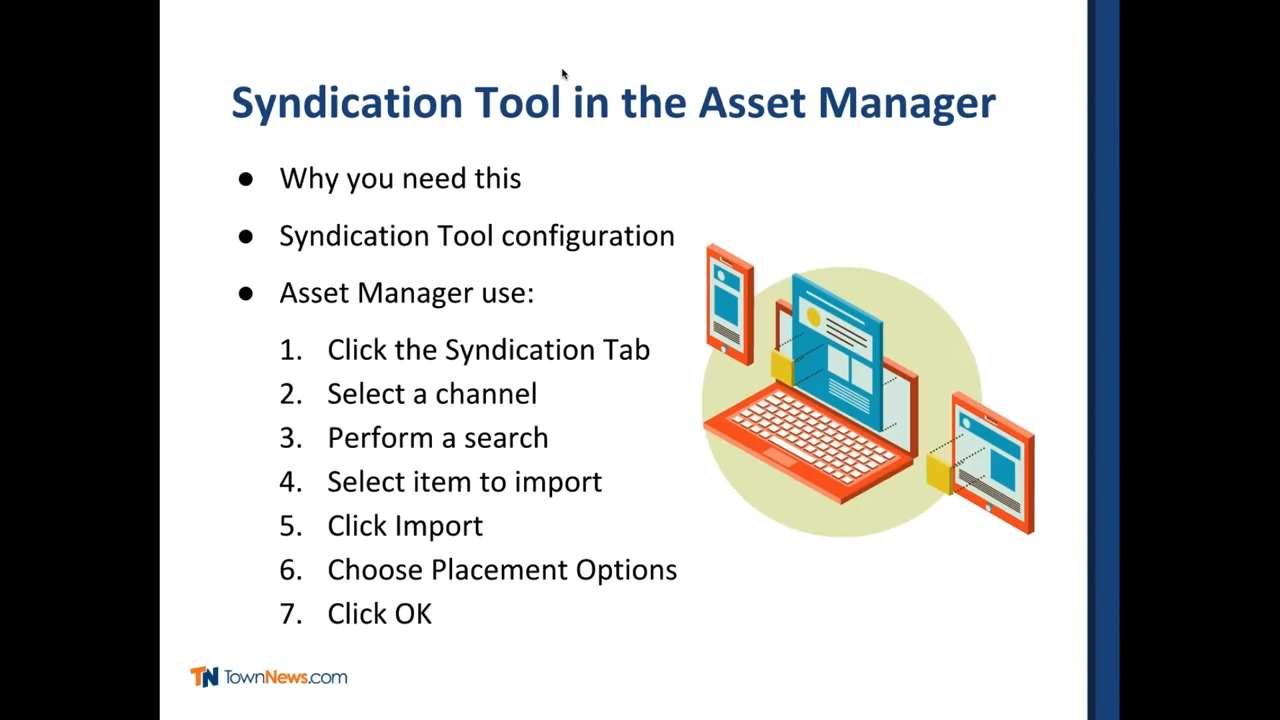 Syndication Tool in the Asset Manager
● Why you need this
● Syndication Tool configuration
● Asset Manager use:
1. Click the Syndication Tab
2. Select a channel
3. Perform a search
4. Select item to import
5. Click Import
6. Choose Placement Options
7. Click OK
TN TownNews.com